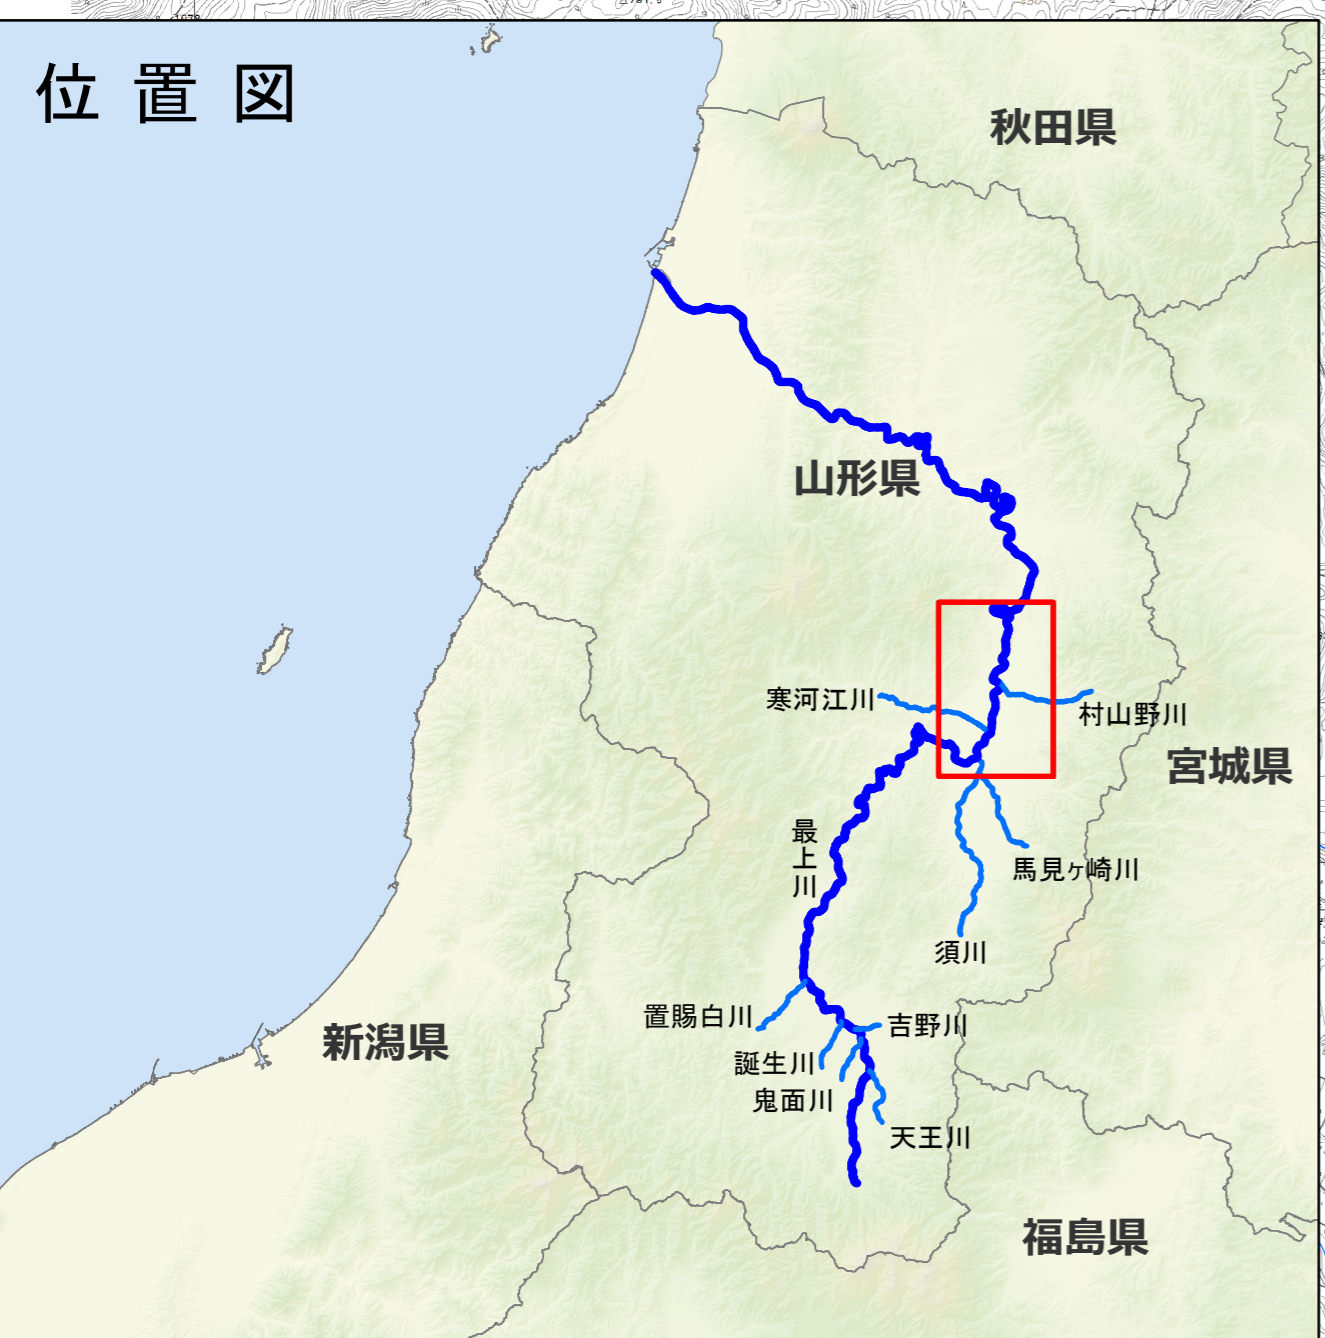 位置図
秋田県
山形県
寒河江川
村山野川
宮城県
最上川
馬見ヶ崎川
須川
置賜白川
吉野川
新潟県
誕生川
鬼面川
天王川
福島県